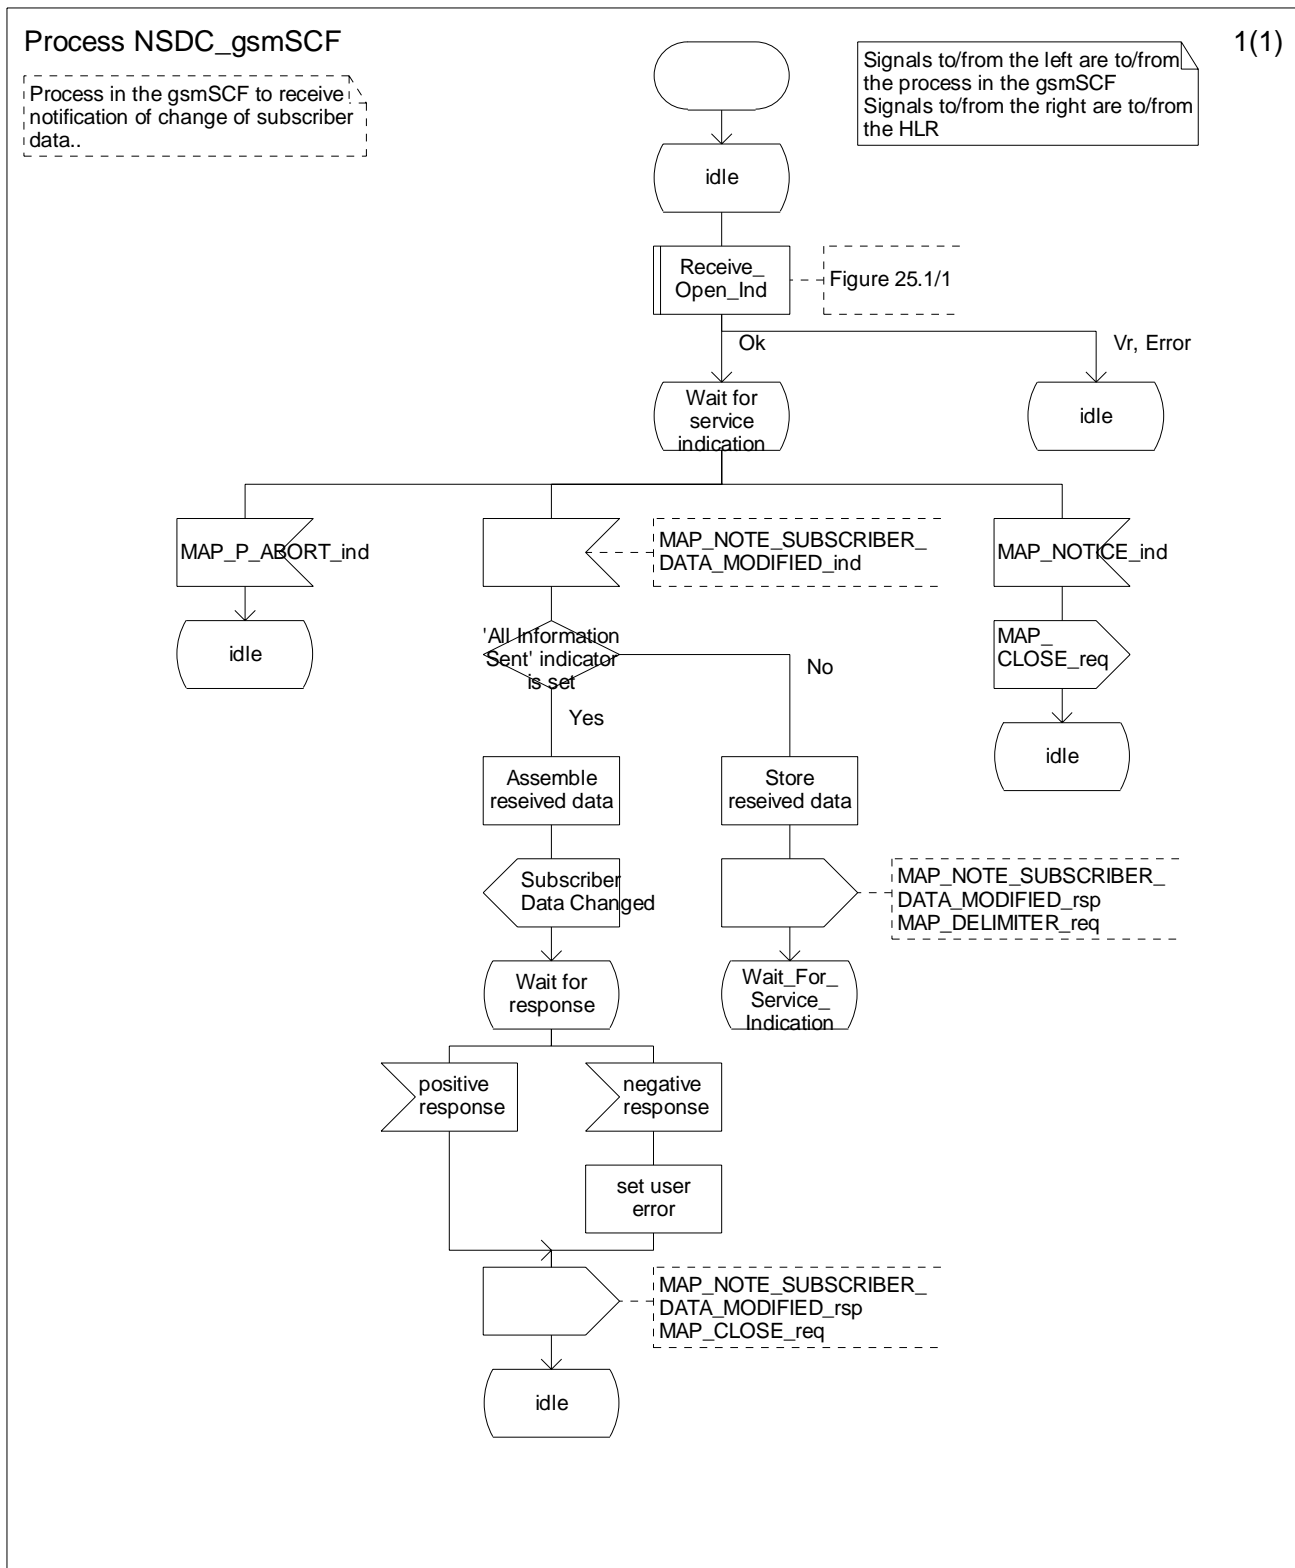 Process NSDC_gsmSCF
1(1)
Process in the gsmSCF to receive
notification of change of subscriber
data..
Signals to/from the left are to/from
the process in the gsmSCF
Signals to/from the right are to/from
the HLR
idle
Receive_
Open_Ind
Figure 25.1/1
Ok
Vr, Error
Wait for
service
indication
idle
MAP_P_ABORT_ind
MAP_NOTE_SUBSCRIBER_
DATA_MODIFIED_ind
MAP_NOTICE_ind
idle
'All Information
Sent' indicator
is set
No
Yes
MAP_
CLOSE_req
idle
Assemble
reseived data
Store
reseived data
Subscriber
Data Changed
MAP_NOTE_SUBSCRIBER_
DATA_MODIFIED_rsp
MAP_DELIMITER_req
Wait for
response
Wait_For_
Service_
Indication
positive
response
negative
response
set user
error
MAP_NOTE_SUBSCRIBER_
DATA_MODIFIED_rsp
MAP_CLOSE_req
idle